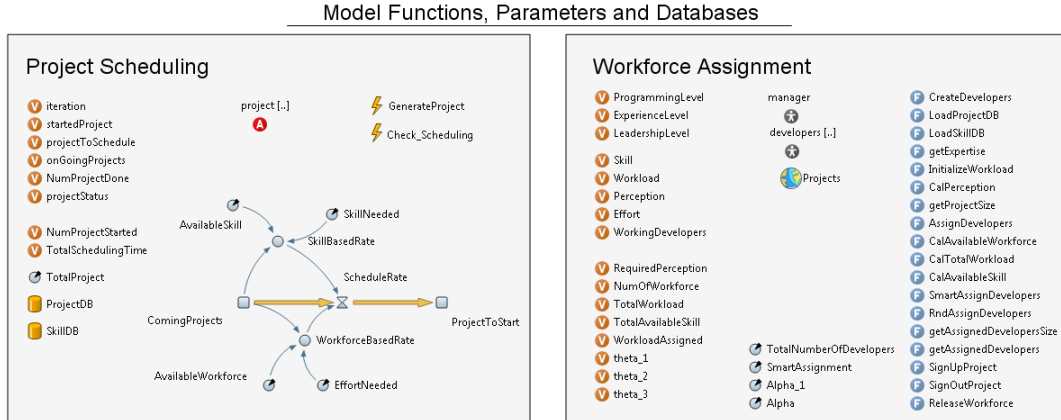 Model Functions, Parameters and Databases
Project Scheduling
iteration
startedProject
projectToSchedule
onGoingProjects
NumProjectDone
projectStatus
NumProjectStarted
TotalSchedulingTime
TotalProject
ProjectDB
SkillDB
project [..]
A
GenerateProject
Check_Scheduling
AvailableSkill
SkillNeeded
SkillBasedRate
ScheduleRate
ComingProjects
ProjectToStart
WorkforceBasedRate
AvailableWorkforce
EffortNeeded
Workforce Assignment
V ProgrammingLevel
V ExperienceLevel
V LeadershipLevel
V Skill
V Workload
V Perception
V Effort
V WorkingDevelopers
V RequiredPerception
V NumOfWorkforce
V TotalWorkload
V TotalAvailableSkill
V WorkloadAssigned
V theta_1
V theta_2
V theta_3
manager
developers [..]
Projects
TotalNumberOfDevelopers
SmartAssignment
Alpha_1
Alpha
F CreateDevelopers
F LoadProjectDB
F LoadSkillDB
F getExpertise
F InitializeWorkload
F CalPerception
F getProjectSize
F AssignDevelopers
F CalAvailableWorkforce
F CalTotalWorkload
F CalAvailableSkill
F SmartAssignDevelopers
F RndAssignDevelopers
F getAssignedDevelopersSize
F getAssignedDevelopers
F SignUpProject
F SignOutProject
F ReleaseWorkforce